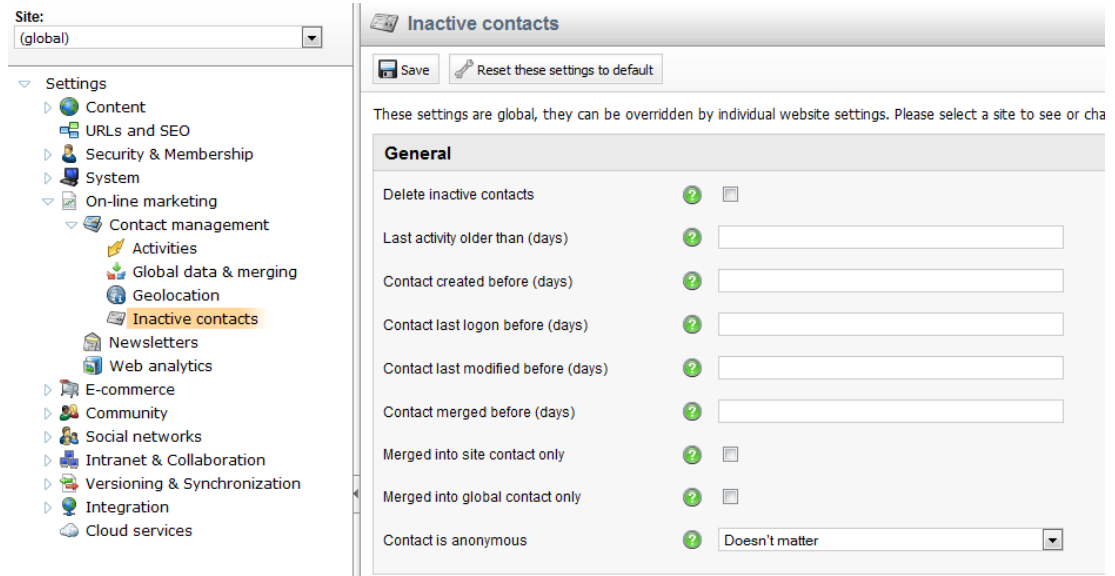 Site:
(global)
Settings
Content
URLs and SEO
Security & Membership
System
On-line marketing
Contact management
Activities
Global data & merging
Geolocation
Inactive contacts
Newsletters
Web analytics
E-commerce
Community
Social networks
Intranet & Collaboration
Versioning & Synchronization
Integration
Cloud services
Inactive contacts
Save Reset these settings to default
These settings are global, they can be overridden by individual website settings. Please select a site to see or cha
General
Delete inactive contacts ?
Last activity older than (days) ?
Contact created before (days) ?
Contact last logon before (days) ?
Contact last modified before (days) ?
Contact merged before (days) ?
Merged into site contact only ?
Merged into global contact only ?
Contact is anonymous ? Doesn't matter